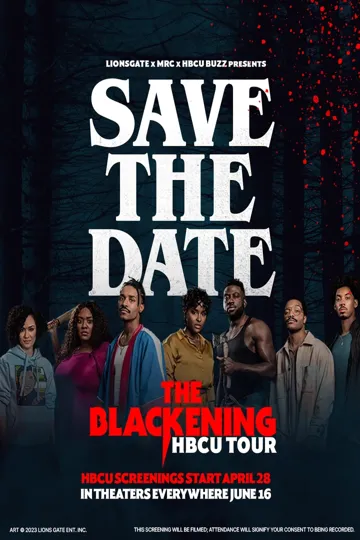 LIONSGATE x MRC x HBCU BUZZ PRESENTS
SAVE
THE
DATE
THE
BLACKENING
HBCU TOUR
HBCU SCREENINGS START APRIL 28
IN THEATERS EVERYWHERE JUNE 16
ART © 2023 LIONS GATE ENT. INC.
THIS SCREENING WILL BE FILMED; ATTENDANCE WILL SIGNIFY YOUR CONSENT TO BEING RECORDED.